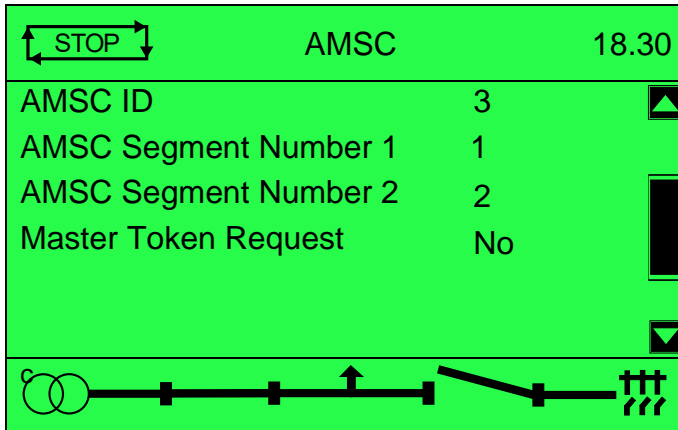 STOP AMSC 18.30
AMSC ID 3
AMSC Segment Number 1 1
AMSC Segment Number 2 2
Master Token Request No
C